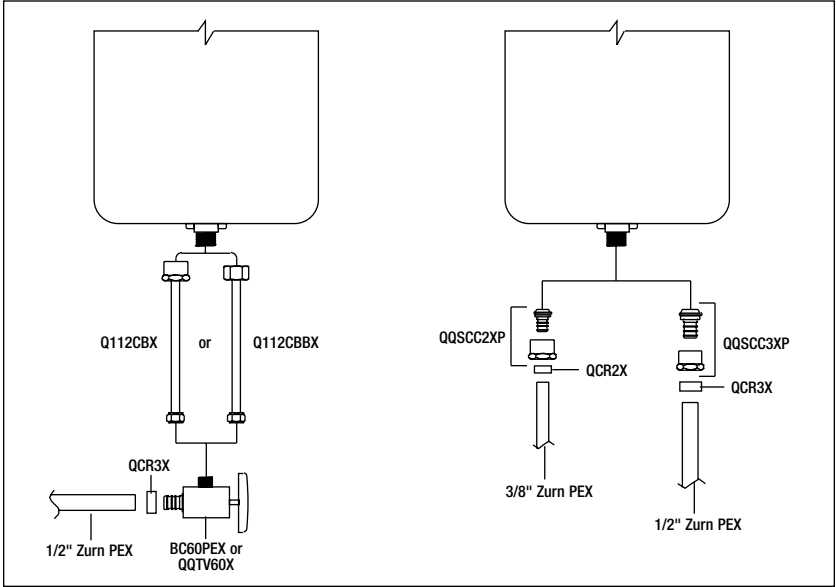 Q112CBX
or
Q112CBBX
QCR3X
1/2" Zurn PEX
BC60PEX or
QQTV60X
QQSCC2XP
QCR2X
3/8" Zurn PEX
QQSCC3XP
QCR3X
1/2" Zurn PEX